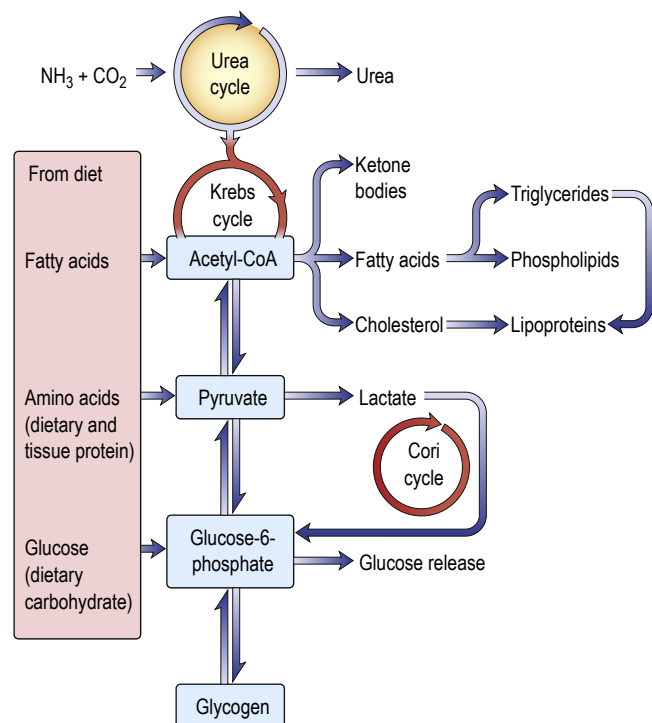 NH3 + CO2
Urea
cycle
Urea
From diet
Krebs
cycle
Ketone
bodies
Triglycerides
Fatty acids
Acetyl-CoA
Fatty acids
Phospholipids
Cholesterol
Lipoproteins
Amino acids
(dietary and
tissue protein)
Pyruvate
Lactate
Cori
cycle
Glucose
(dietary
carbohydrate)
Glucose-6-
phosphate
Glucose release
Glycogen